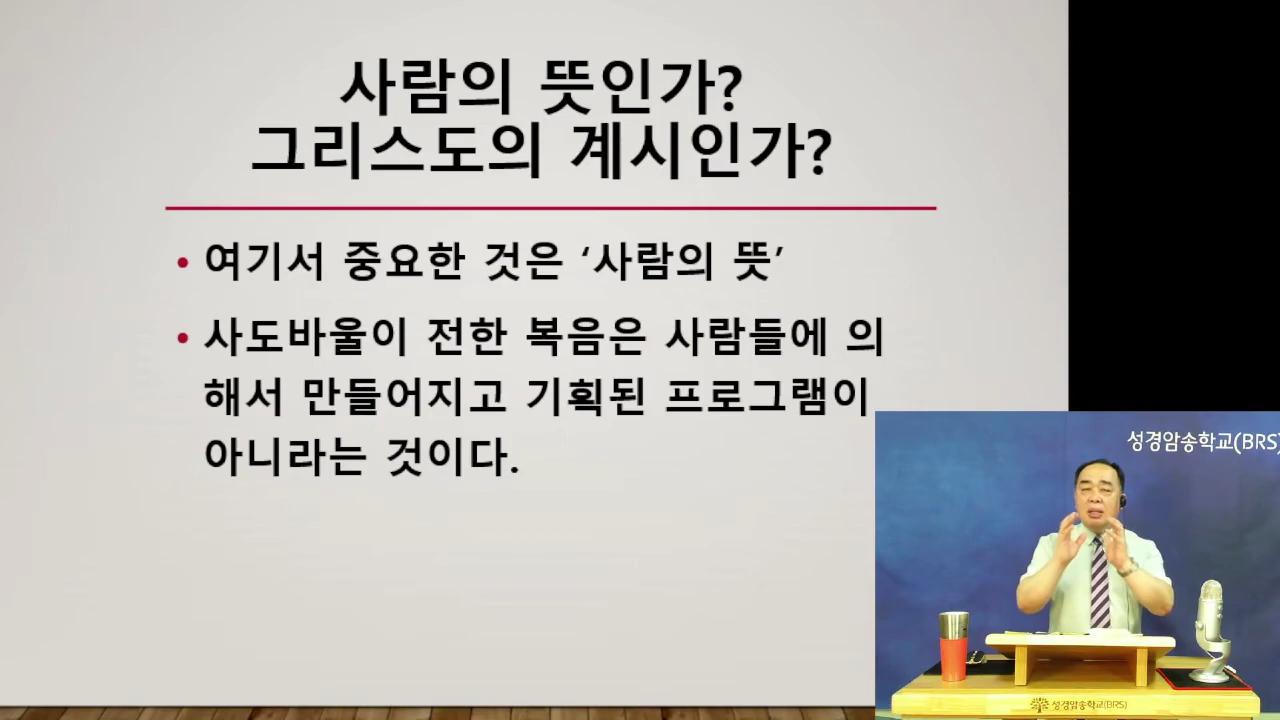 사람의 뜻인가?
그리스도의 계시인가?
• 여기서 중요한 것은 ‘사람의 뜻’
• 사도바울이 전한 복음은 사람들에 의
해서 만들어지고 기획된 프로그램이
아니라는 것이다.
성경암송학교(BRS)
성경암송학교(BRS)